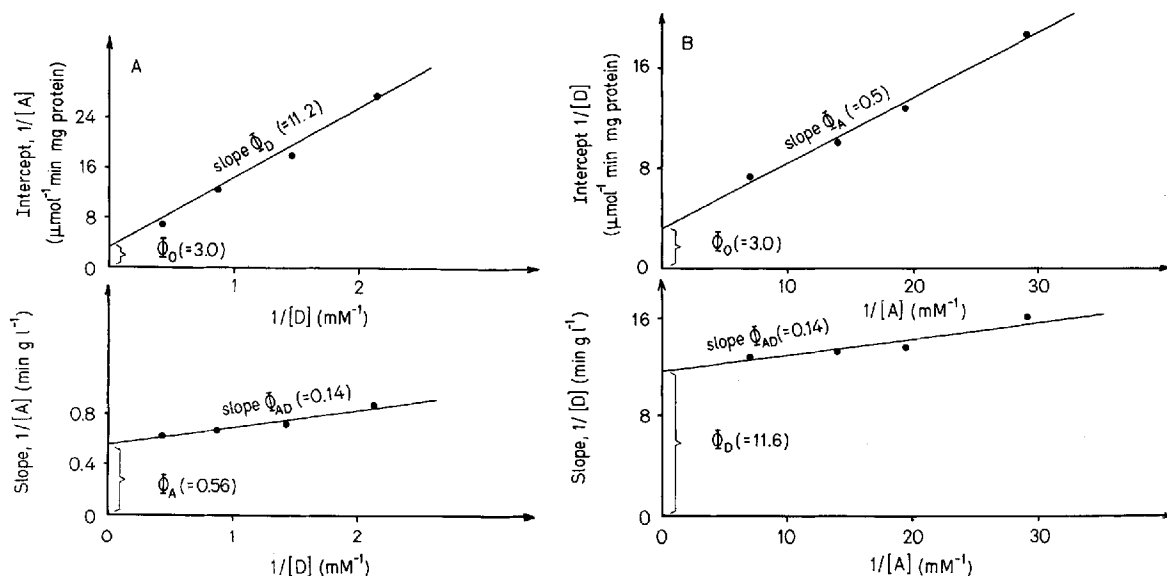 A
Intercept, 1/[A]
(μmol⁻¹ min mg protein)
24
16
8
0
slope Φ_D (=11.2)
Φ_O (=3.0)
1
2
1/[D] (mM⁻¹)
B
Intercept 1/[D]
(μmol⁻¹ min mg protein)
16
8
0
slope Φ_A (=0.5)
Φ_O (=3.0)
10
20
30
1/[A] (mM⁻¹)
Slope, 1/[A] (min g l⁻¹)
0.8
0.4
0
slope Φ_AD (=0.14)
Φ_A (=0.56)
0
1
2
1/[D] (mM⁻¹)
Slope, 1/[D] (min g l⁻¹)
16
8
0
slope Φ_AD (=0.14)
Φ_D (=11.6)
0
10
20
30
1/[A] (mM⁻¹)